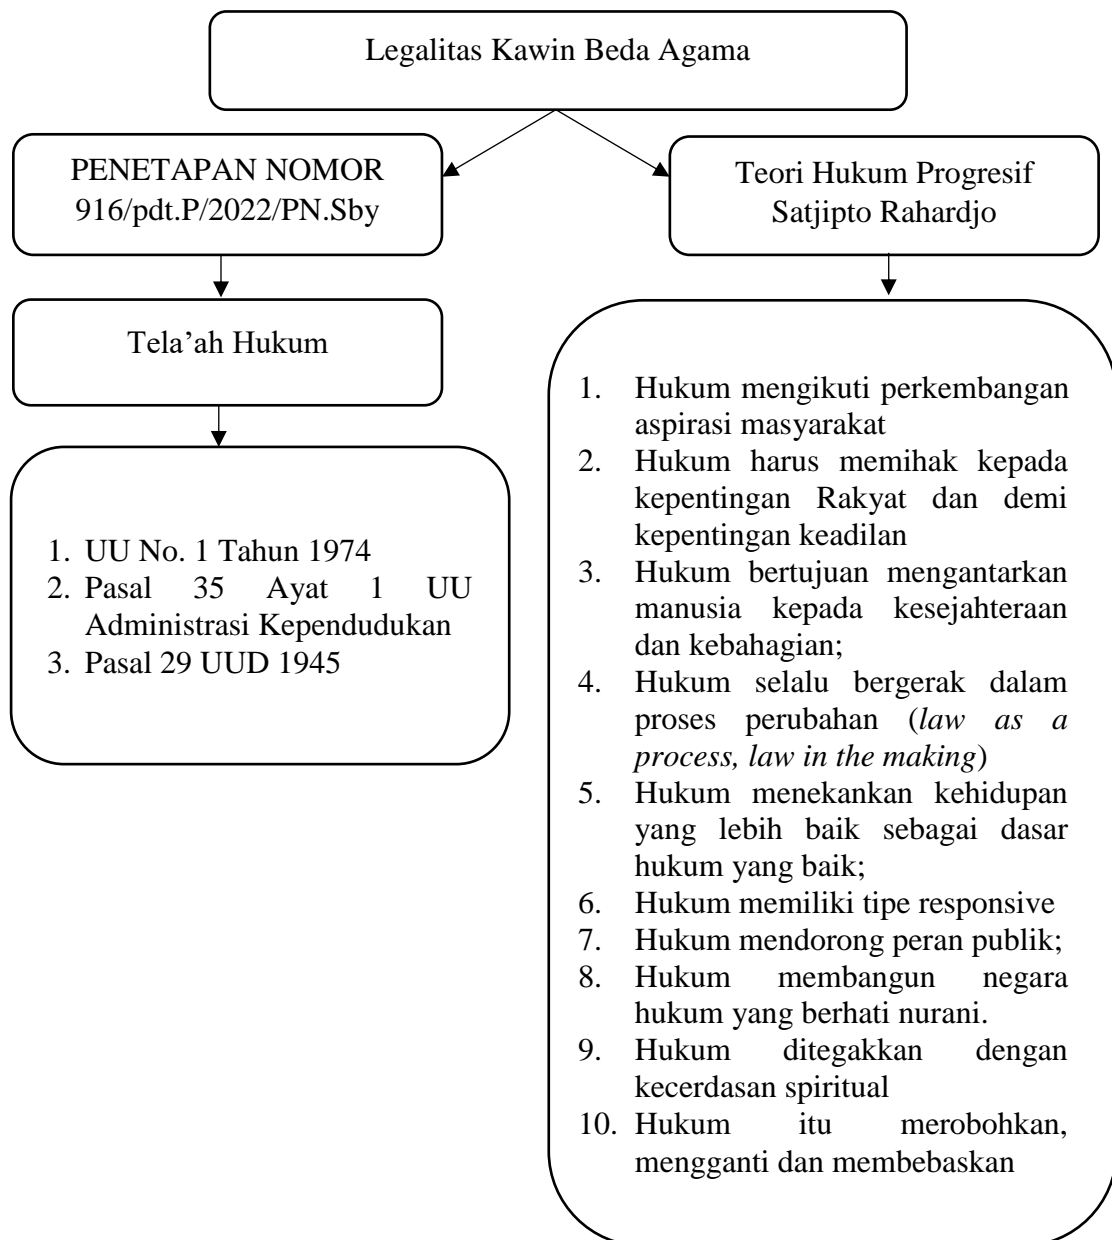 Legalitas Kawin Beda Agama
PENETAPAN NOMOR
916/pdt.P/2022/PN.Sby
Teori Hukum Progresif
Satjipto Rahardjo
Tela’ah Hukum
1. UU No. 1 Tahun 1974
2. Pasal 35 Ayat 1 UU
Administrasi Kependudukan
3. Pasal 29 UUD 1945
1. Hukum mengikuti perkembangan
aspirasi masyarakat
2. Hukum harus memihak kepada
kepentingan Rakyat dan demi
kepentingan keadilan
3. Hukum bertujuan mengantarkan
manusia kepada kesejahteraan
dan kebahagian;
4. Hukum selalu bergerak dalam
proses perubahan (law as a
process, law in the making)
5. Hukum menekankan kehidupan
yang lebih baik sebagai dasar
hukum yang baik;
6. Hukum memiliki tipe responsive
7. Hukum mendorong peran publik;
8. Hukum membangun negara
hukum yang berhati nurani.
9. Hukum ditegakkan dengan
kecerdasan spiritual
10. Hukum itu merobohkan,
mengganti dan membebaskan